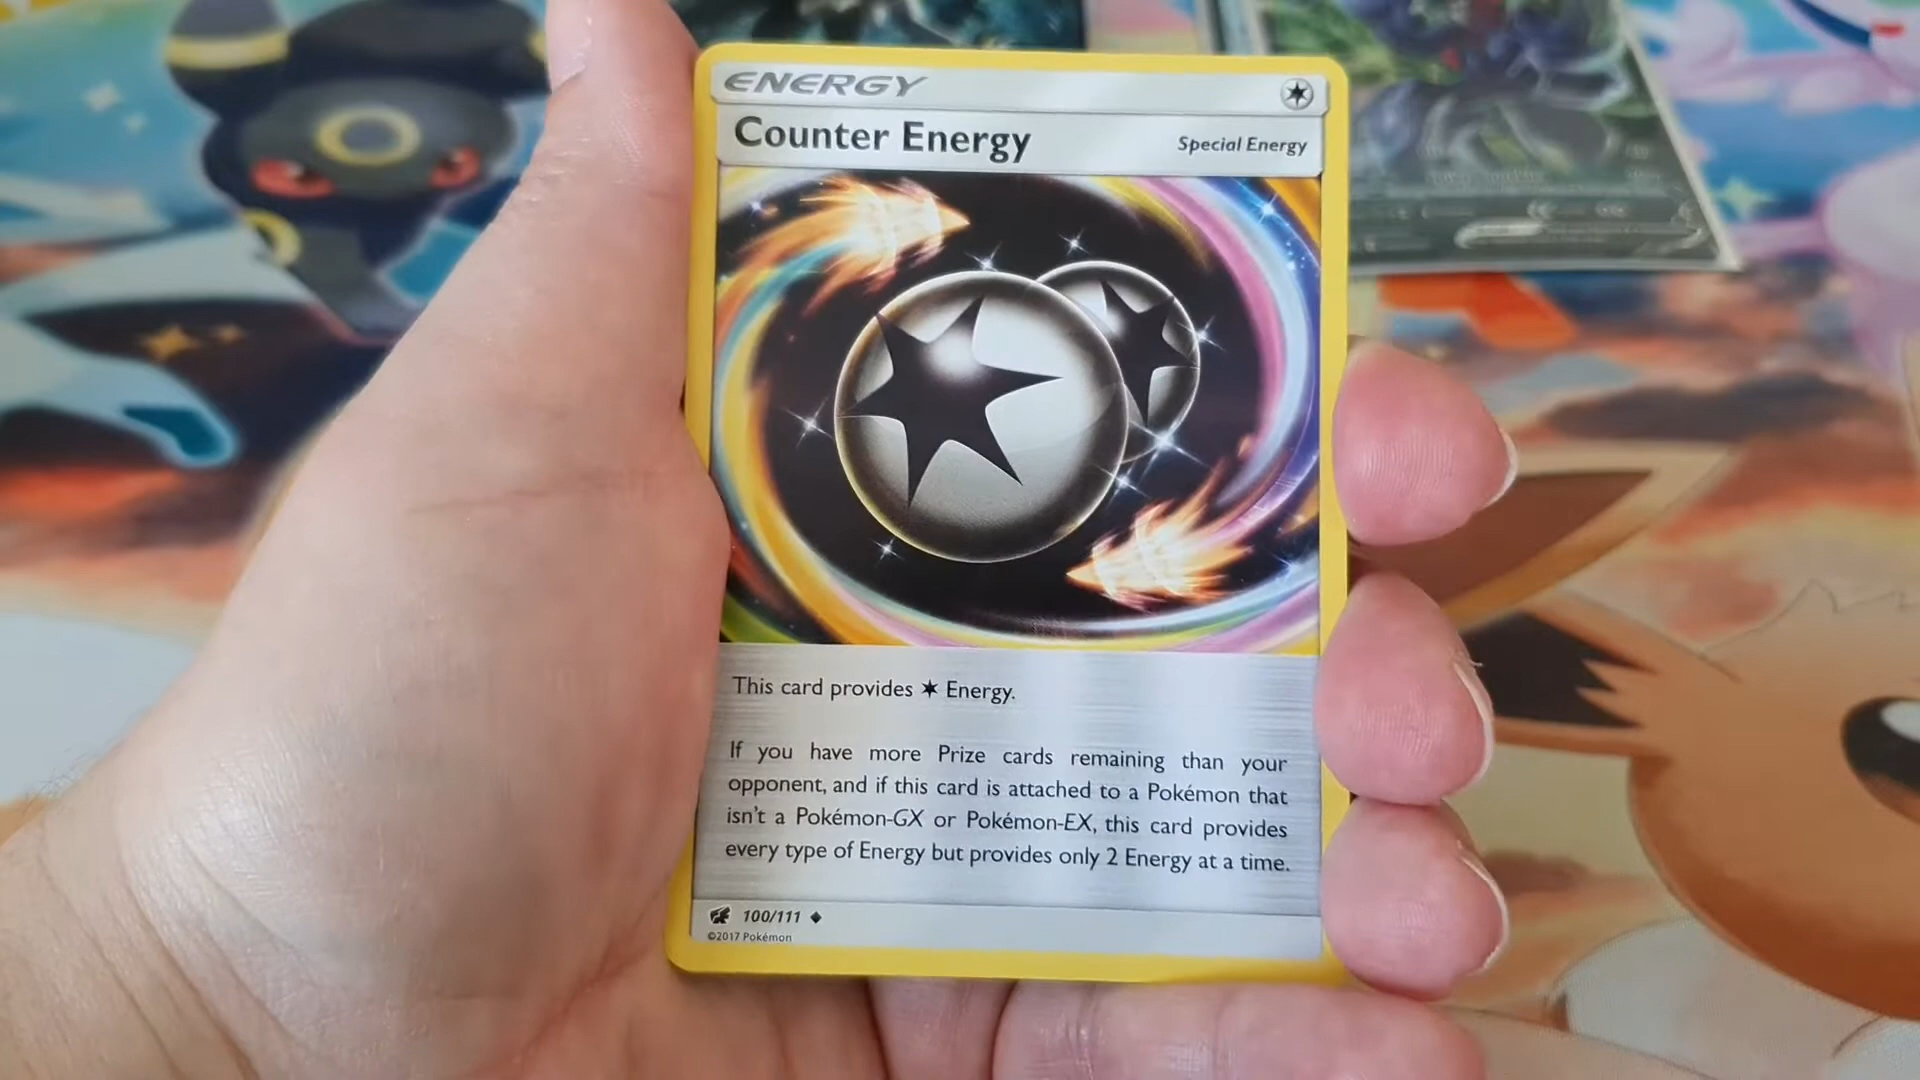 ENERGY
Counter Energy
Special Energy
This card provides ✶ Energy.
If you have more Prize cards remaining than your
opponent, and if this card is attached to a Pokémon that
isn't a Pokémon-GX or Pokémon-EX, this card provides
every type of Energy but provides only 2 Energy at a time.
100/111 ◆
©2017 Pokémon